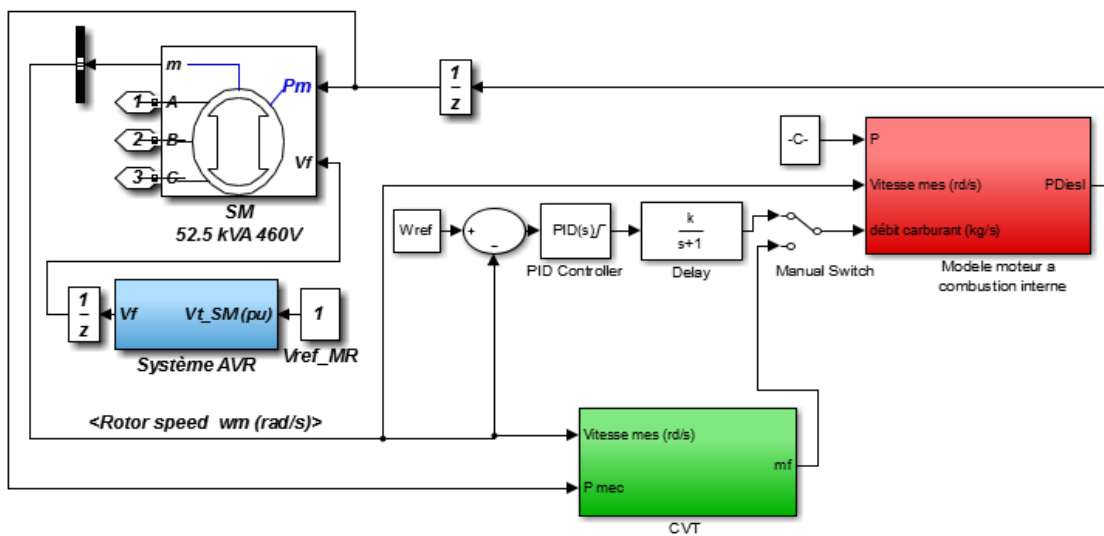 m
Pm
1
A
2
B
3
C
Vf
SM
52.5 kVA 460V
1
z
-C-
P
Vitesse mes (rd/s)
PDiesl
débit carburant (kg/s)
Modele moteur a
combustion interne
Wref
+
−
PID(s)
PID Controller
k
s+1
Delay
Manual Switch
1
z
Vf
Vt_SM (pu)
Système AVR
1
Vref_MR
<Rotor speed wm (rad/s)>
Vitesse mes (rd/s)
mf
P mec
CVT